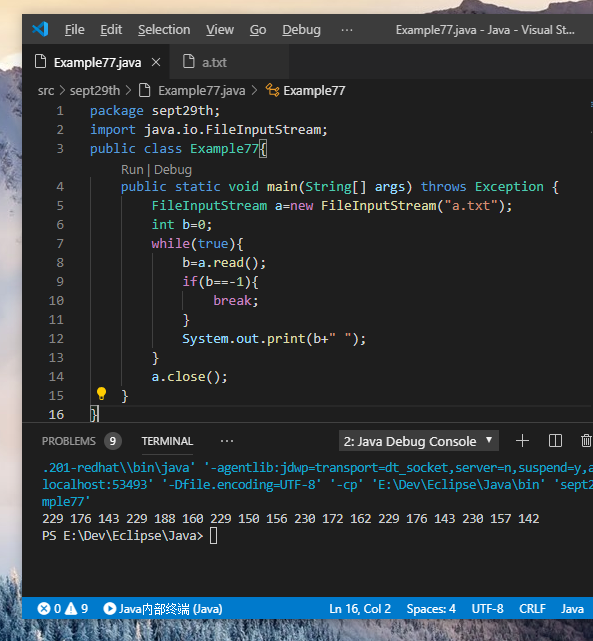 File Edit Selection View Go Debug ··· Example77.java - Java - Visual St...
Example77.java × a.txt
src > sept29th > Example77.java > Example77
1 package sept29th;
2 import java.io.FileInputStream;
3 public class Example77{
Run | Debug
4 public static void main(String[] args) throws Exception {
5 FileInputStream a=new FileInputStream("a.txt");
6 int b=0;
7 while(true){
8 b=a.read();
9 if(b==-1){
10 break;
11 }
12 System.out.print(b+" ");
13 }
14 a.close();
15 }
16 }
PROBLEMS 9 TERMINAL ··· 2: Java Debug Console
.201-redhat\\bin\java' '-agentlib:jdwp=transport=dt_socket,server=n,suspend=y,a
localhost:53493' '-Dfile.encoding=UTF-8' '-cp' 'E:\Dev\Eclipse\Java\bin' 'sept2
mple77'
229 176 143 229 188 160 229 150 156 230 172 162 229 176 143 230 157 142
PS E:\Dev\Eclipse\Java>
0 9 Java内部终端 (Java) Ln 16, Col 2 Spaces: 4 UTF-8 CRLF Java